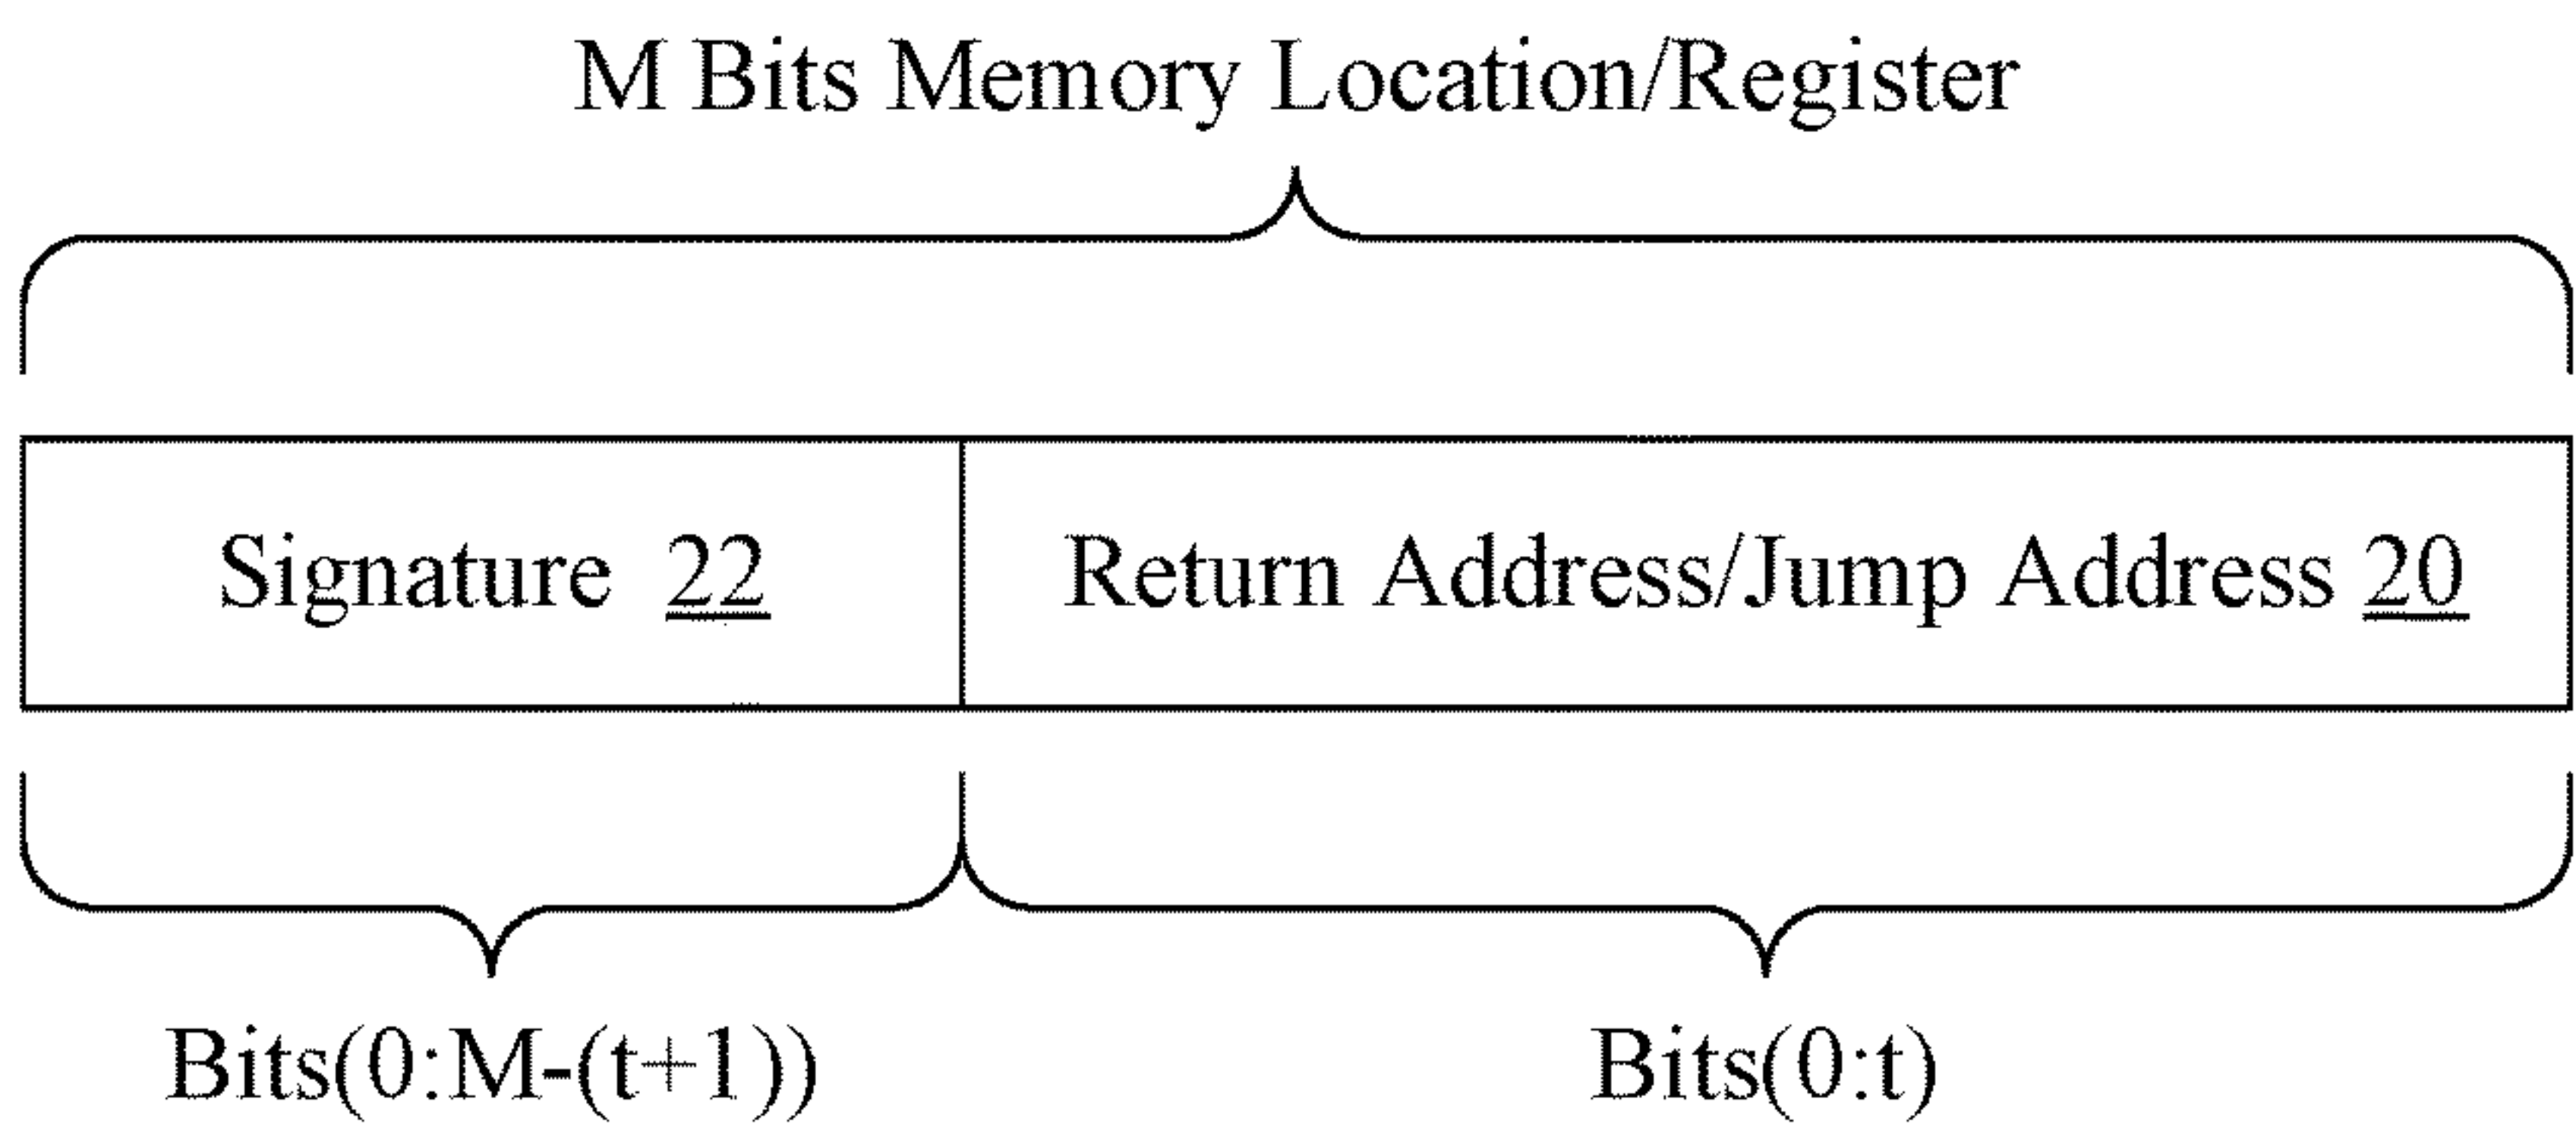 M Bits Memory Location/Register
Signature 22
Return Address/Jump Address 20
Bits(0:M-(t+1))
Bits(0:t)